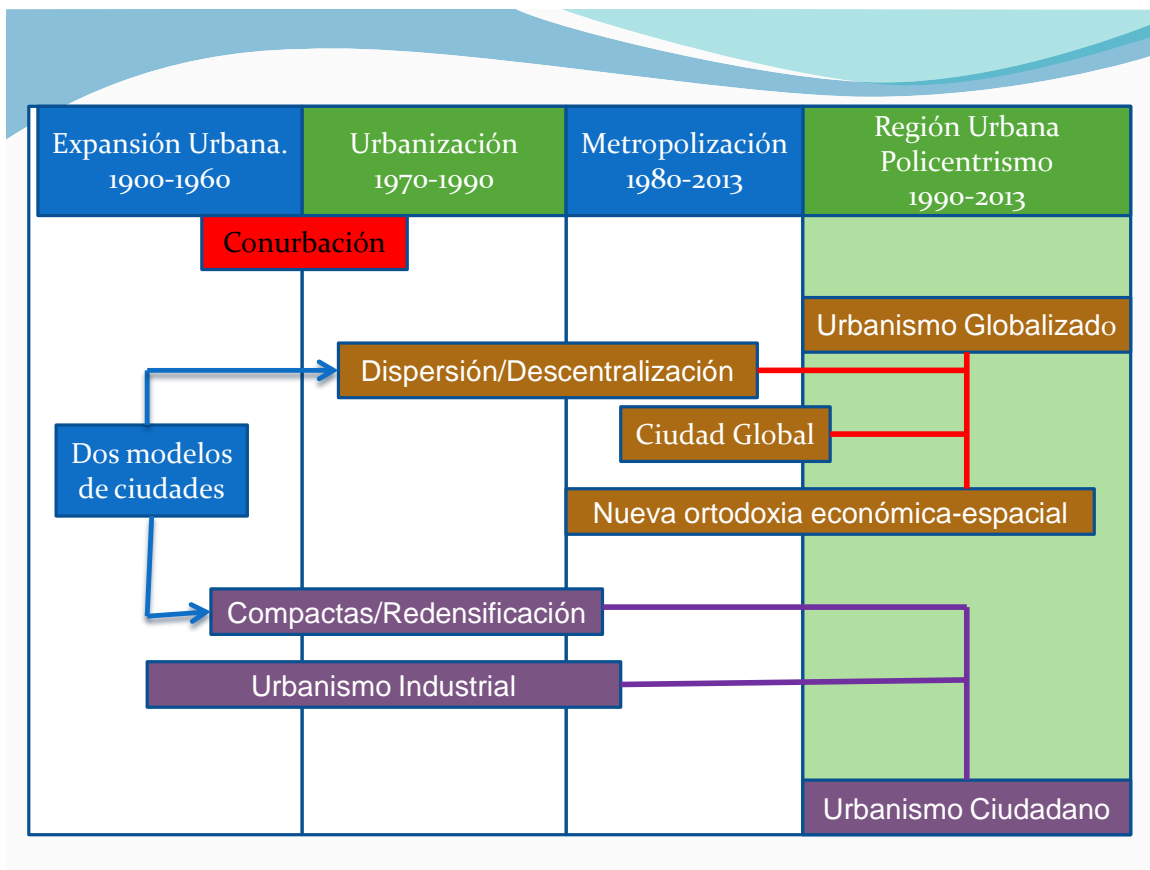 Expansión Urbana.
1900-1960
Urbanización
1970-1990
Metropolización
1980-2013
Región Urbana
Policentrismo
1990-2013
Conurbación
Urbanismo Globalizado
Dispersión/Descentralización
Ciudad Global
Dos modelos
de ciudades
Nueva ortodoxia económica-espacial
Compactas/Redensificación
Urbanismo Industrial
Urbanismo Ciudadano